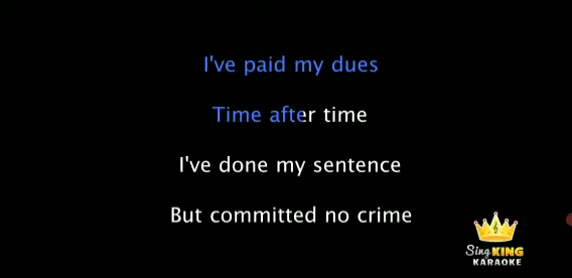 I've paid my dues
Time after time
I've done my sentence
But committed no crime
Sing KING
KARAOKE